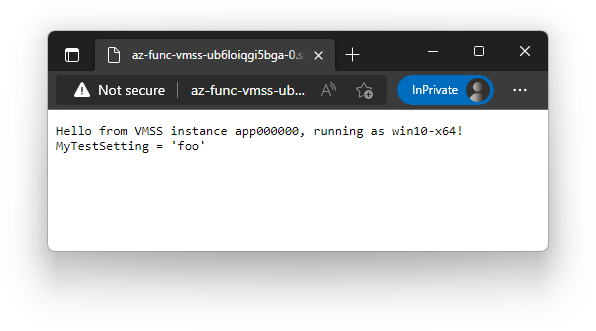 az-func-vmss-ub6loiqgi5bga-0.s
Not secure
az-func-vmss-ub...
InPrivate
Hello from VMSS instance app000000, running as win10-x64!
MyTestSetting = 'foo'